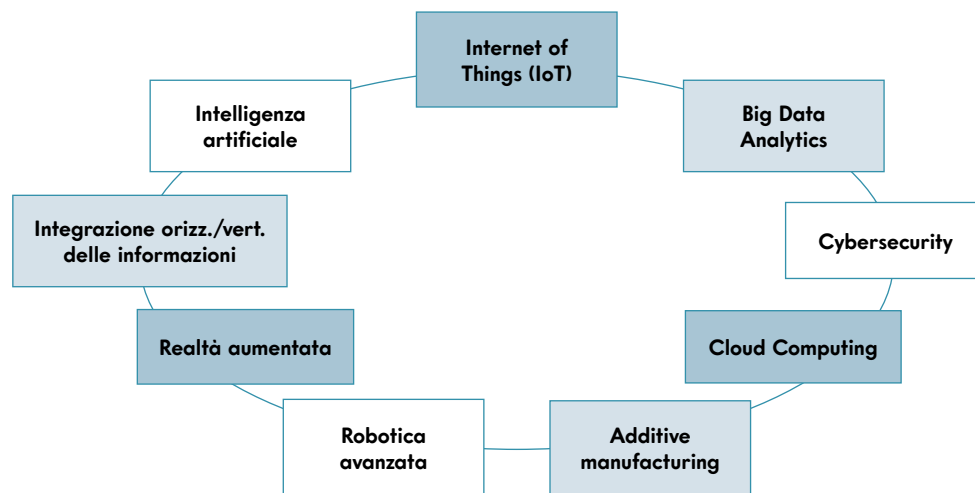 Internet of
Things (IoT)
Big Data
Analytics
Cybersecurity
Cloud Computing
Additive
manufacturing
Robotica
avanzata
Realtà aumentata
Integrazione orizz./vert.
delle informazioni
Intelligenza
artificiale